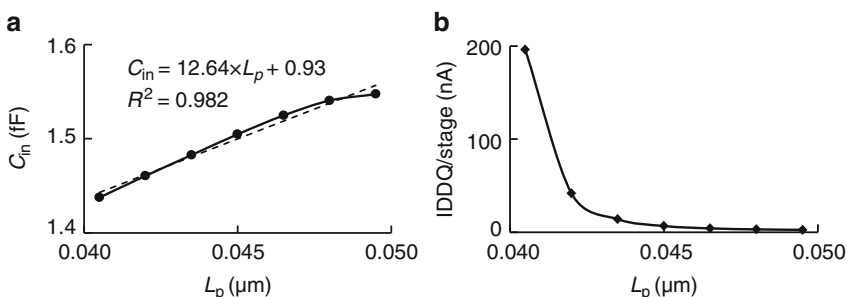 a
1.6
1.5
1.4
C_in (fF)
C_in = 12.64×L_p + 0.93
R² = 0.982
0.040
0.045
0.050
L_p (μm)
b
200
100
0
IDDQ/stage (nA)
0.040
0.045
0.050
L_p (μm)